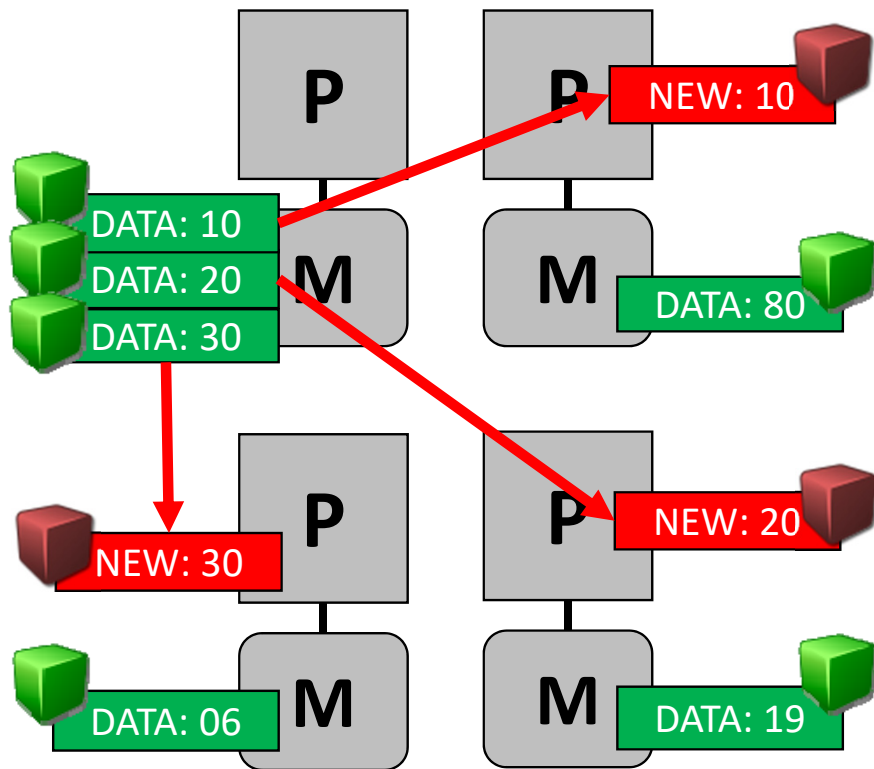 P
P
NEW: 10
DATA: 10
DATA: 20
DATA: 30
M
M
DATA: 80
P
P
NEW: 30
NEW: 20
M
M
DATA: 06
DATA: 19